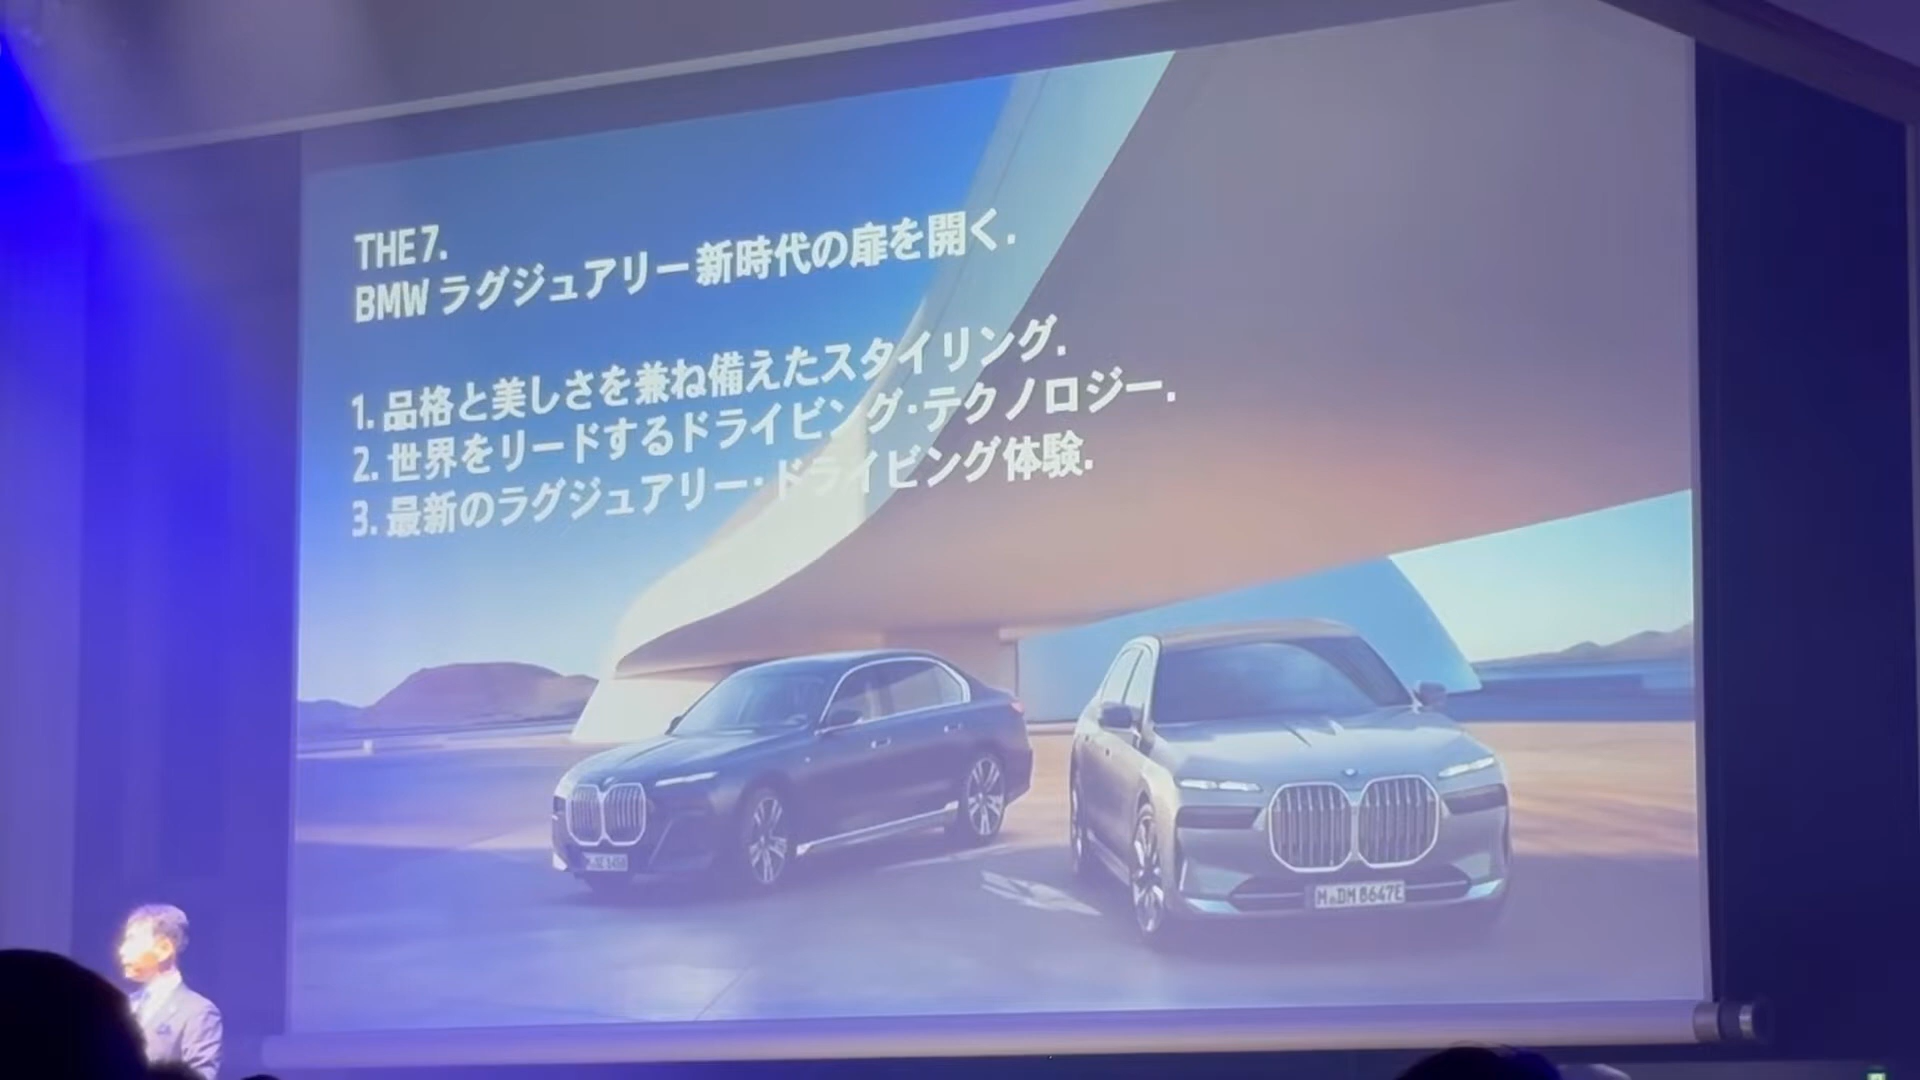 THE 7.
BMW ラグジュアリー新時代の扉を開く.
1. 品格と美しさを兼ね備えたスタイリング.
2. 世界をリードするドライビング・テクノロジー.
3. 最新のラグジュアリー・ドライビング体験.
M DM 8647E